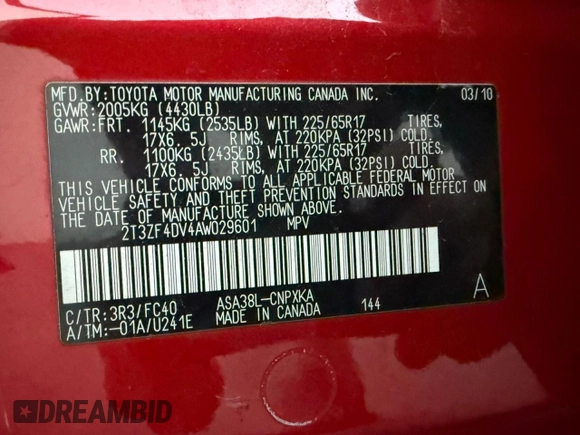 MFD.BY:TOYOTA MOTOR MANUFACTURING CANADA INC. 03/10
GVWR:2005KG (4430LB)
GAWR:FRT. 1145KG (2535LB) WITH 225/65R17 TIRES,
17X6. 5J RIMS, AT 220KPA (32PSI) COLD.
RR. 1100KG (2435LB) WITH 225/65R17 TIRES,
17X6. 5J RIMS, AT 220KPA (32PSI) COLD.
THIS VEHICLE CONFORMS TO ALL APPLICABLE FEDERAL MOTOR
VEHICLE SAFETY AND THEFT PREVENTION STANDARDS IN EFFECT ON
THE DATE OF MANUFACTURE SHOWN ABOVE.
2T3ZF4DV4AW029601 MPV
C/TR:3R3/FC40 ASA38L-CNPXKA 144 A
A/TM:-01A/U241E MADE IN CANADA
DREAMBID